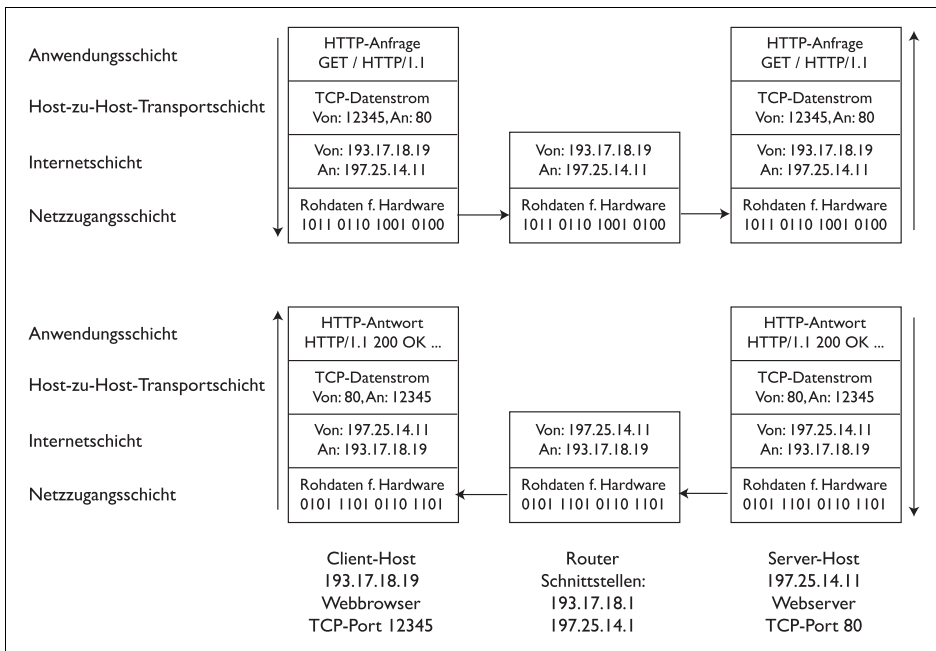 Anwendungsschicht
HTTP-Anfrage
GET / HTTP/1.1
HTTP-Anfrage
GET / HTTP/1.1
Host-zu-Host-Transportschicht
TCP-Datenstrom
Von: 12345, An: 80
TCP-Datenstrom
Von: 12345, An: 80
Internetschicht
Von: 193.17.18.19
An: 197.25.14.11
Von: 193.17.18.19
An: 197.25.14.11
Von: 193.17.18.19
An: 197.25.14.11
Netzzugangsschicht
Rohdaten f. Hardware
1011 0110 1001 0100
Rohdaten f. Hardware
1011 0110 1001 0100
Rohdaten f. Hardware
1011 0110 1001 0100
Anwendungsschicht
HTTP-Antwort
HTTP/1.1 200 OK ...
HTTP-Antwort
HTTP/1.1 200 OK ...
Host-zu-Host-Transportschicht
TCP-Datenstrom
Von: 80, An: 12345
TCP-Datenstrom
Von: 80, An: 12345
Internetschicht
Von: 197.25.14.11
An: 193.17.18.19
Von: 197.25.14.11
An: 193.17.18.19
Von: 197.25.14.11
An: 193.17.18.19
Netzzugangsschicht
Rohdaten f. Hardware
0101 1101 0110 1101
Rohdaten f. Hardware
0101 1101 0110 1101
Rohdaten f. Hardware
0101 1101 0110 1101
Client-Host
193.17.18.19
Webbrowser
TCP-Port 12345
Router
Schnittstellen:
193.17.18.1
197.25.14.1
Server-Host
197.25.14.11
Webserver
TCP-Port 80